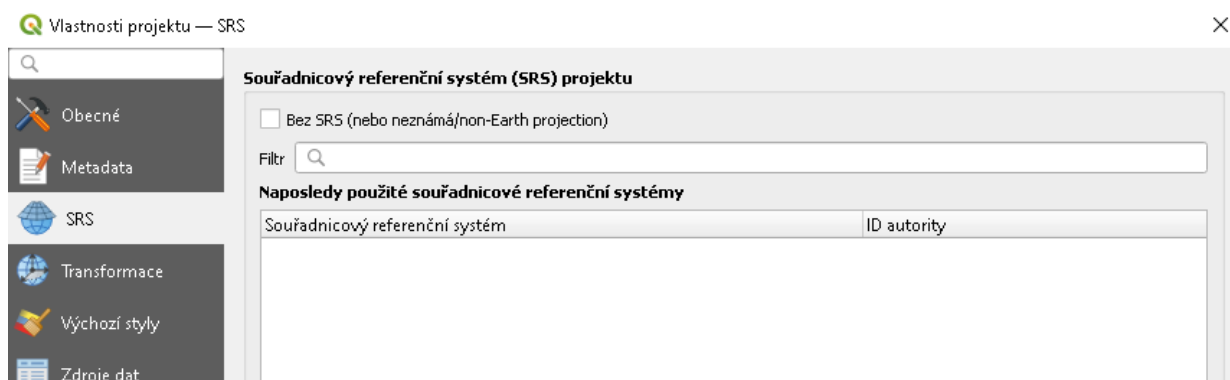 Vlastnosti projektu — SRS
Obecné
Metadata
SRS
Transformace
Výchozí styly
Zdroje dat
Souřadnicový referenční systém (SRS) projektu
Bez SRS (nebo neznámá/non-Earth projection)
Filtr
Naposledy použité souřadnicové referenční systémy
Souřadnicový referenční systém ID autority